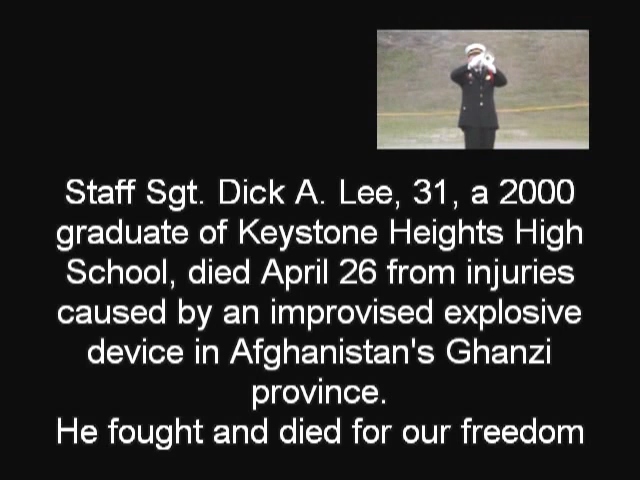 Staff Sgt. Dick A. Lee, 31, a 2000
graduate of Keystone Heights High
School, died April 26 from injuries
caused by an improvised explosive
device in Afghanistan's Ghanzi
province.
He fought and died for our freedom